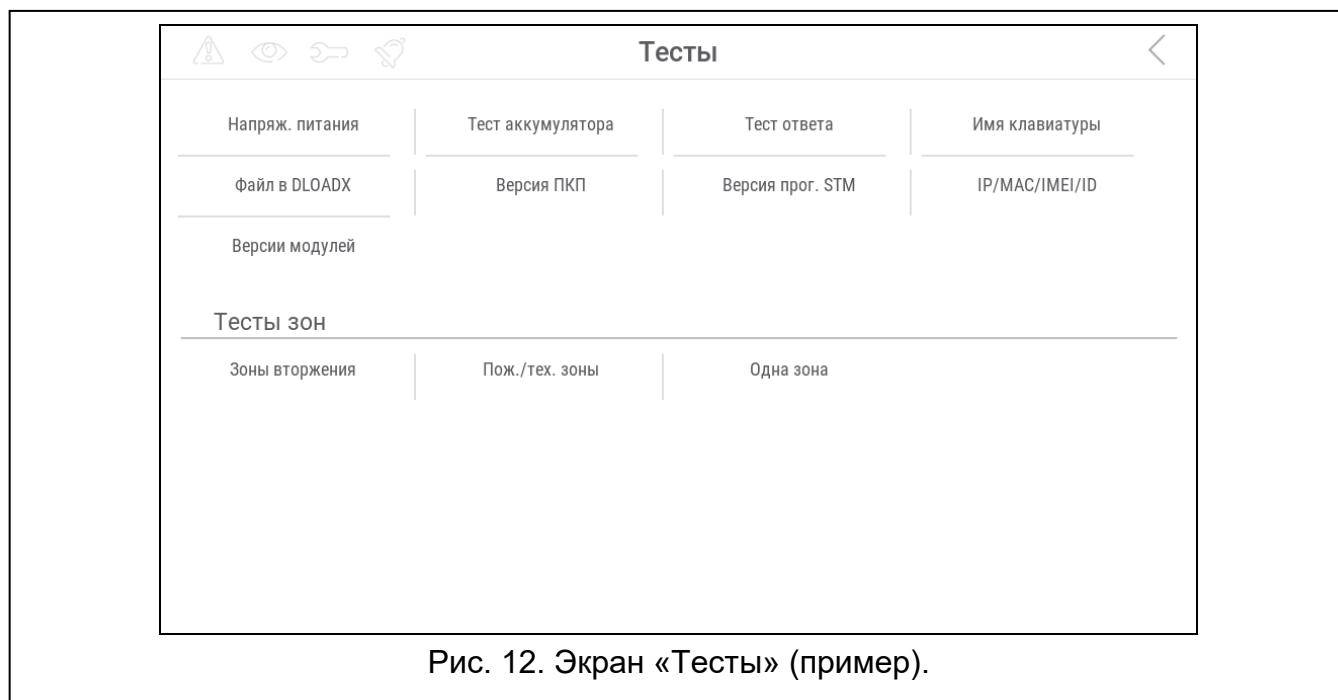 Тесты
Напряж. питания Тест аккумулятора Тест ответа Имя клавиатуры
Файл в DLOADX Версия ПКП Версия прог. STM IP/MAC/IMEI/ID
Версии модулей
Тесты зон
Зоны вторжения Пож./тех. зоны Одна зона
Рис. 12. Экран «Тесты» (пример).